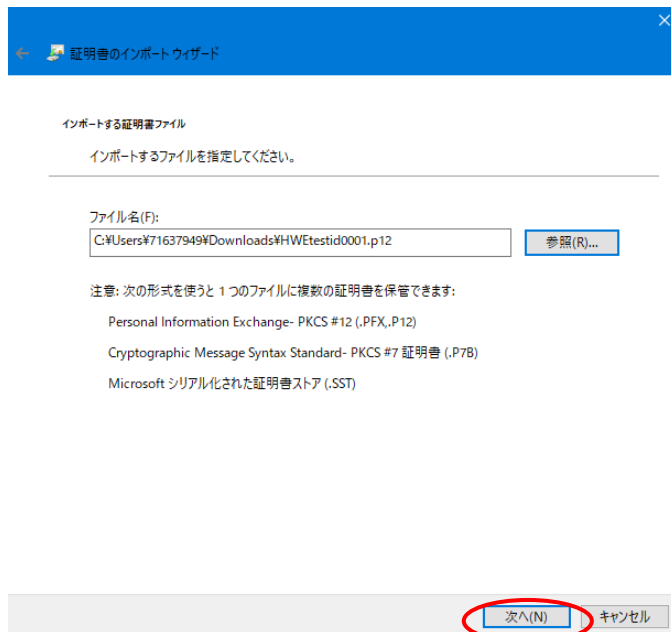 証明書のインポート ウィザード
インポートする証明書ファイル
インポートするファイルを指定してください。
ファイル名(F):
C:¥Users¥71637949¥Downloads¥HWEtestid0001.p12
参照(R)...
注意: 次の形式を使うと 1 つのファイルに複数の証明書を保管できます:
Personal Information Exchange- PKCS #12 (.PFX,.P12)
Cryptographic Message Syntax Standard- PKCS #7 証明書 (.P7B)
Microsoft シリアル化された証明書ストア (.SST)
次へ(N) キャンセル